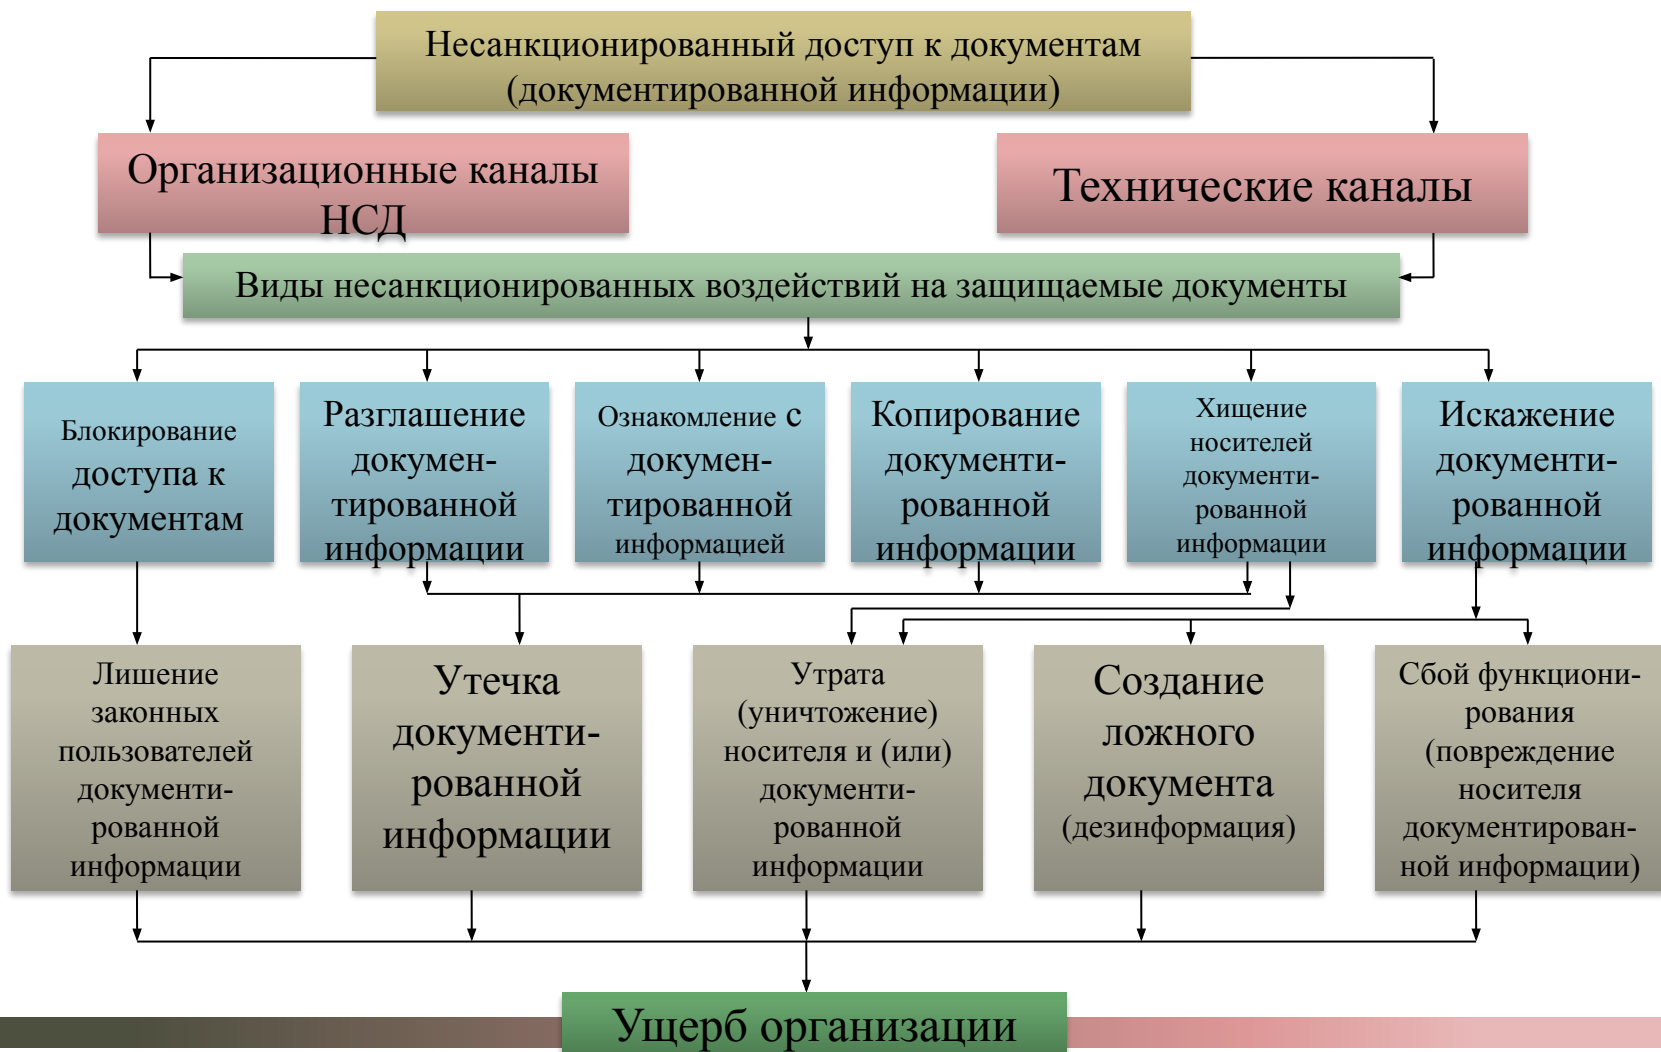 Несанкционированный доступ к документам
(документированной информации)
Организационные каналы
НСД
Технические каналы
Виды несанкционированных воздействий на защищаемые документы
Блокирование
доступа к
документам
Разглашение
докумен-
тированной
информации
Ознакомление с
докумен-
тированной
информацией
Копирование
документи-
рованной
информации
Хищение
носителей
документи-
рованной
информации
Искажение
документи-
рованной
информации
Лишение
законных
пользователей
документи-
рованной
информации
Утечка
документи-
рованной
информации
Утрата
(уничтожение)
носителя и (или)
документи-
рованной
информации
Создание
ложного
документа
(дезинформация)
Сбой функциони-
рования
(повреждение
носителя
документирован-
ной информации)
Ущерб организации